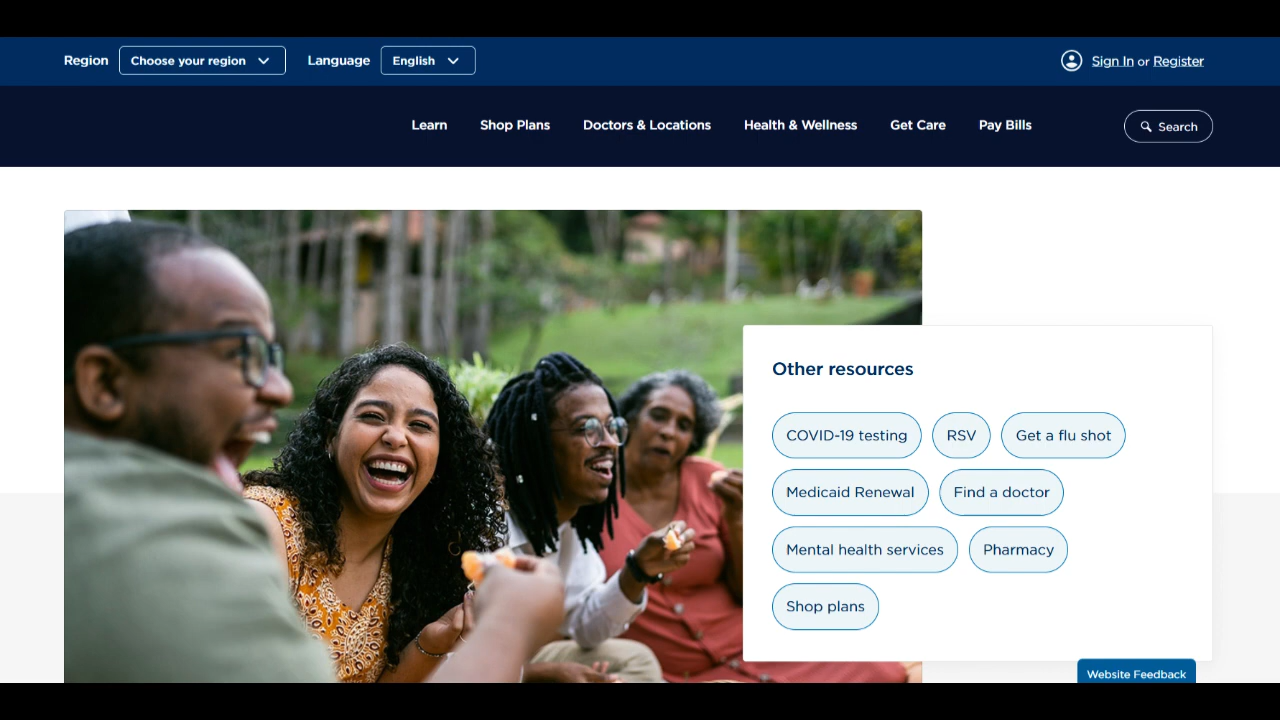 Region Choose your region Language English Sign In or Register
Learn Shop Plans Doctors & Locations Health & Wellness Get Care Pay Bills Search
Other resources
COVID-19 testing RSV Get a flu shot
Medicaid Renewal Find a doctor
Mental health services Pharmacy
Shop plans
Website Feedback